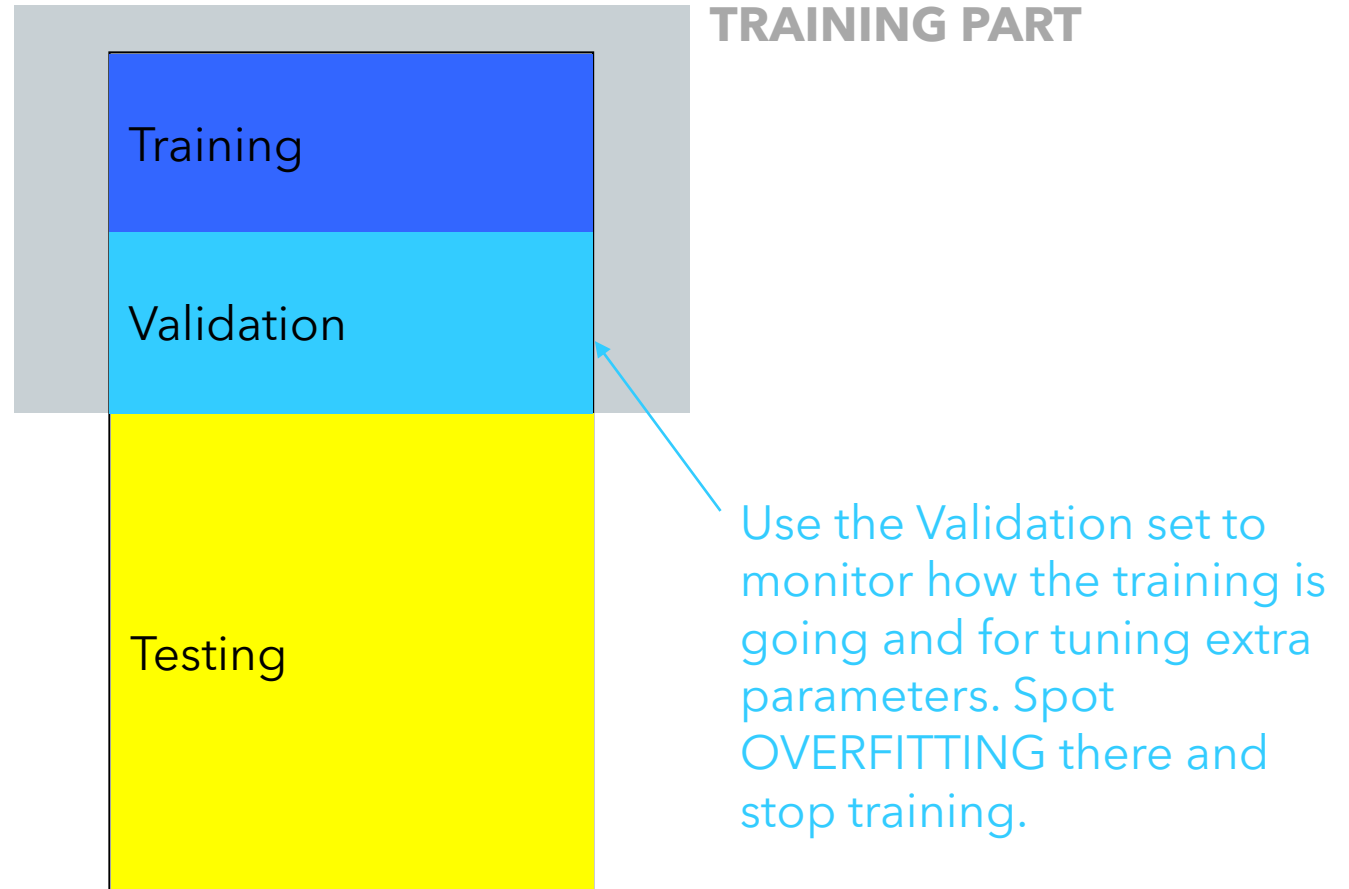 TRAINING PART
Training
Validation
Testing
Use the Validation set to
monitor how the training is
going and for tuning extra
parameters. Spot
OVERFITTING there and
stop training.